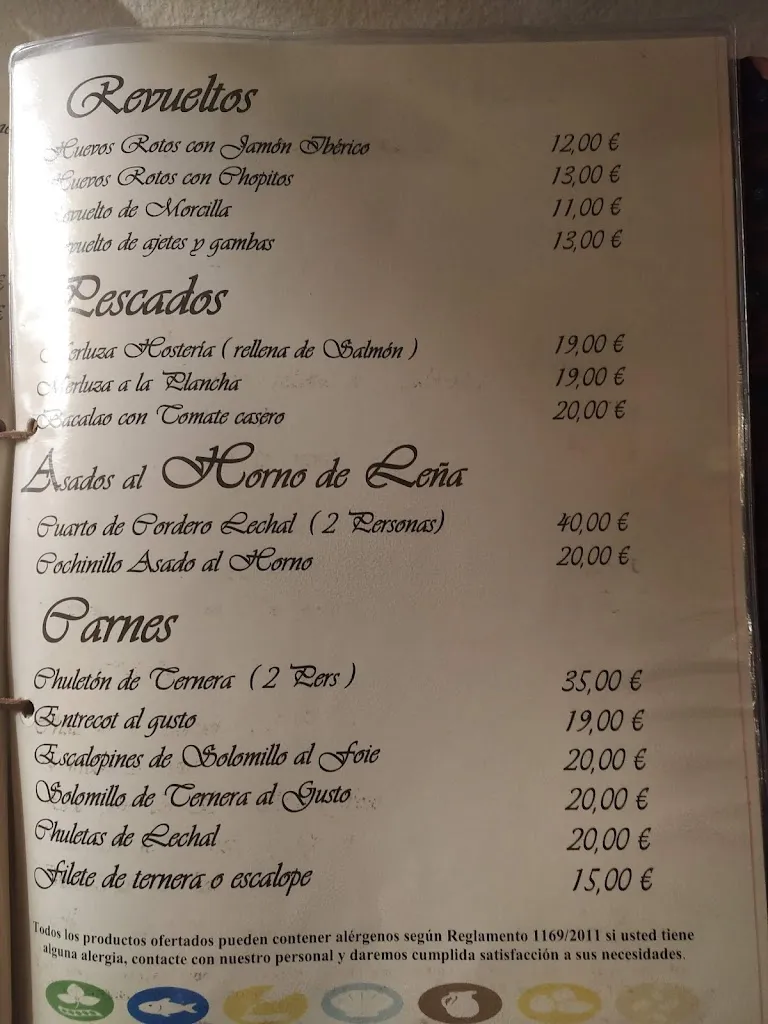 Revueltos
Huevos Rotos con Jamón Ibérico 12,00 €
Huevos Rotos con Chopitos 13,00 €
Revuelto de Morcilla 11,00 €
Revuelto de ajetes y gambas 13,00 €
Pescados
Merluza Hostería ( rellena de Salmón ) 19,00 €
Merluza a la Plancha 19,00 €
Bacalao con Tomate casero 20,00 €
Asados al Horno de Leña
Cuarto de Cordero Lechal ( 2 Personas) 40,00 €
Cochinillo Asado al Horno 20,00 €
Carnes
Chuletón de Ternera ( 2 Pers ) 35,00 €
Entrecot al gusto 19,00 €
Escalopines de Solomillo al Foie 20,00 €
Solomillo de Ternera al Gusto 20,00 €
Chuletas de Lechal 20,00 €
Filete de ternera o escalope 15,00 €
Todos los productos ofertados pueden contener alérgenos según Reglamento 1169/2011 si usted tiene
alguna alergia, contacte con nuestro personal y daremos cumplida satisfacción a sus necesidades.